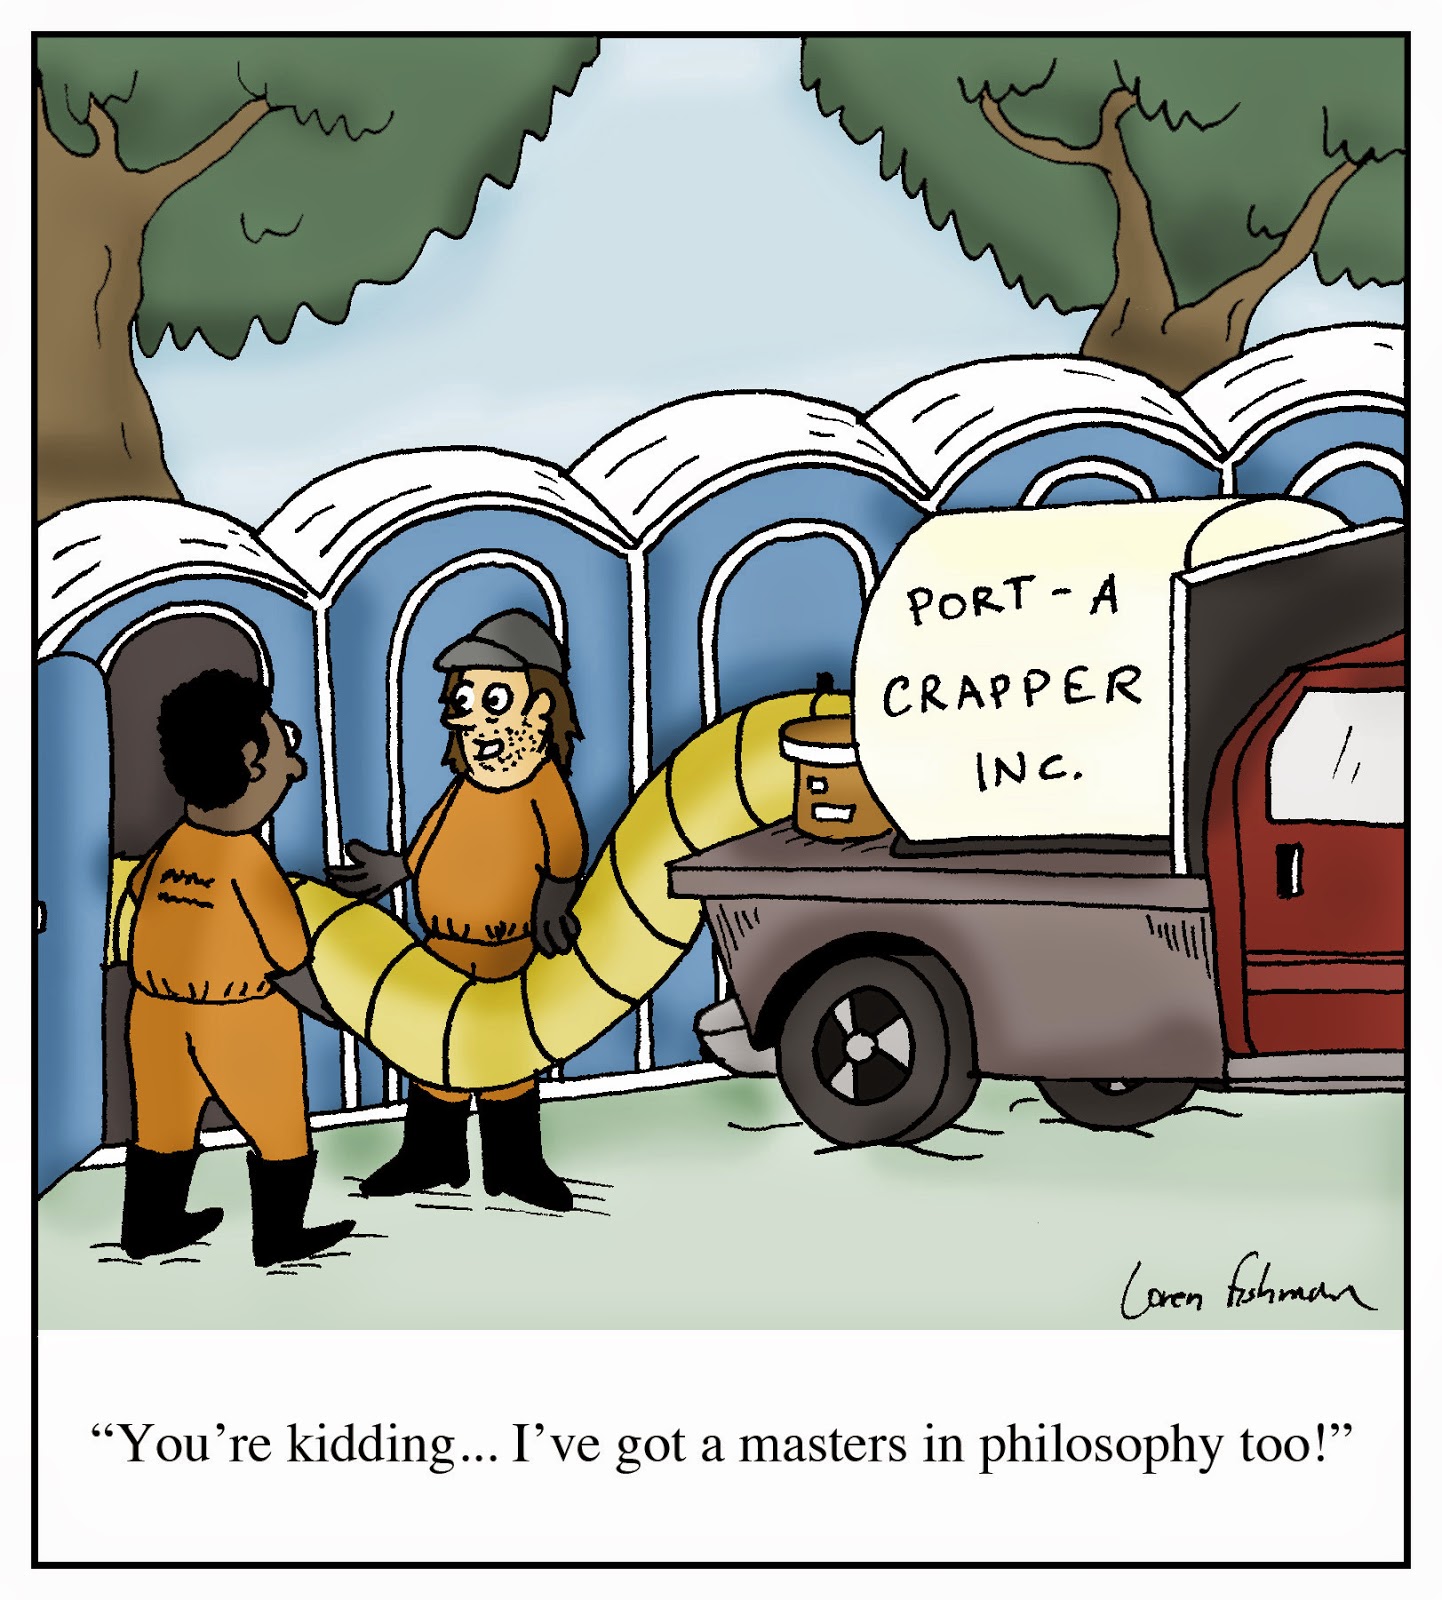 PORT-A
CRAPPER
INC.
Loren Fishman
“You’re kidding... I’ve got a masters in philosophy too!”